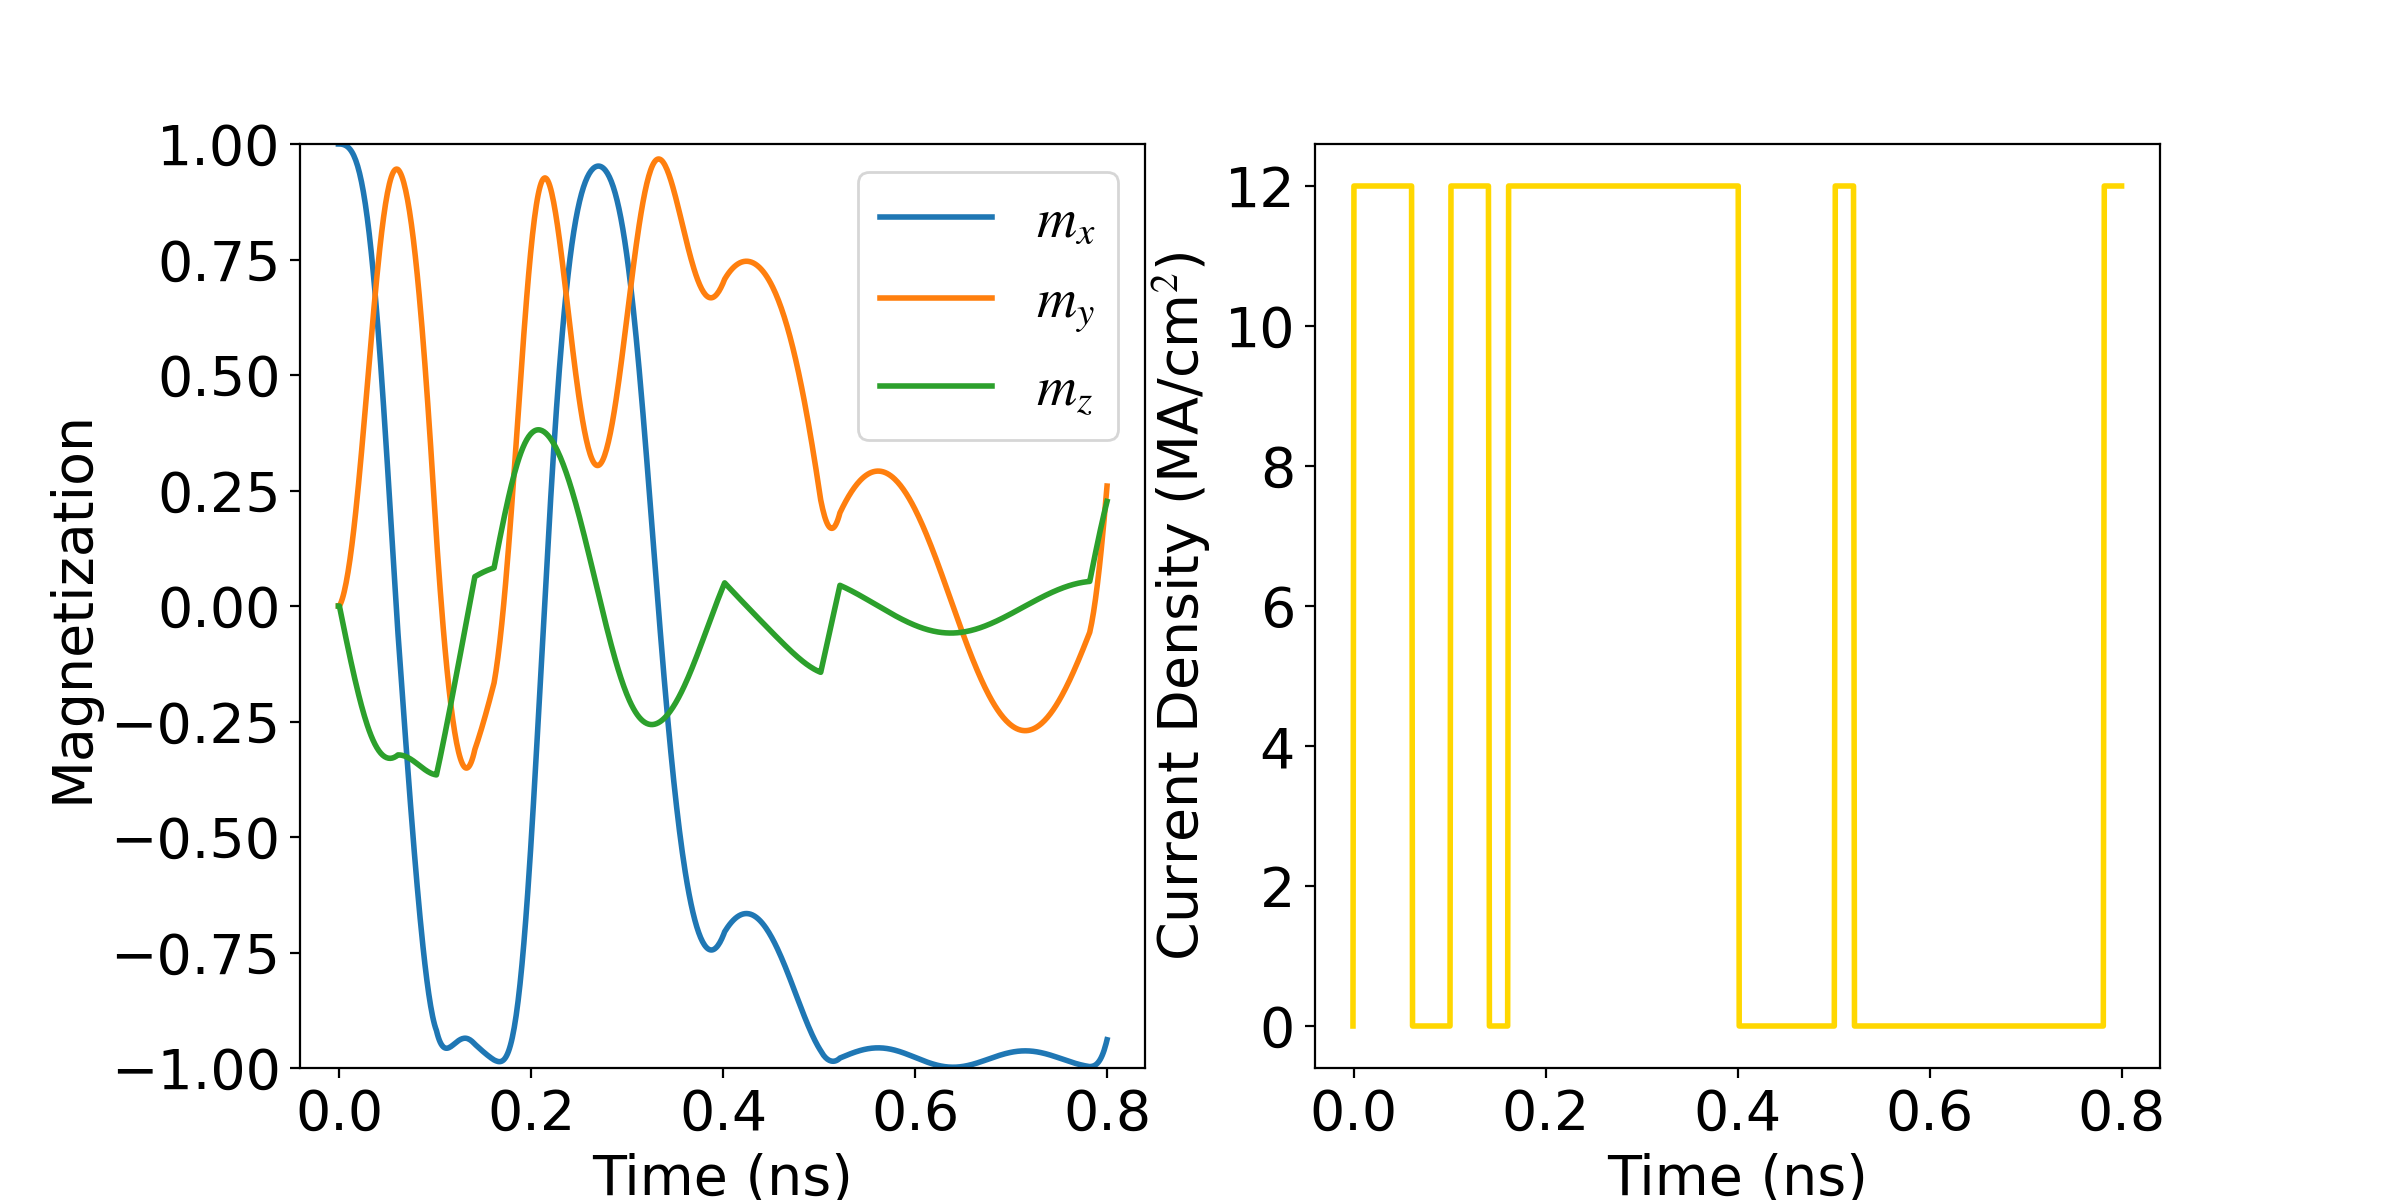 Magnetization
1.00
0.75
0.50
0.25
0.00
−0.25
−0.50
−0.75
−1.00
0.0 0.2 0.4 0.6 0.8
Time (ns)
m_x
m_y
m_z
Current Density (MA/cm²)
12
10
8
6
4
2
0
0.0 0.2 0.4 0.6 0.8
Time (ns)